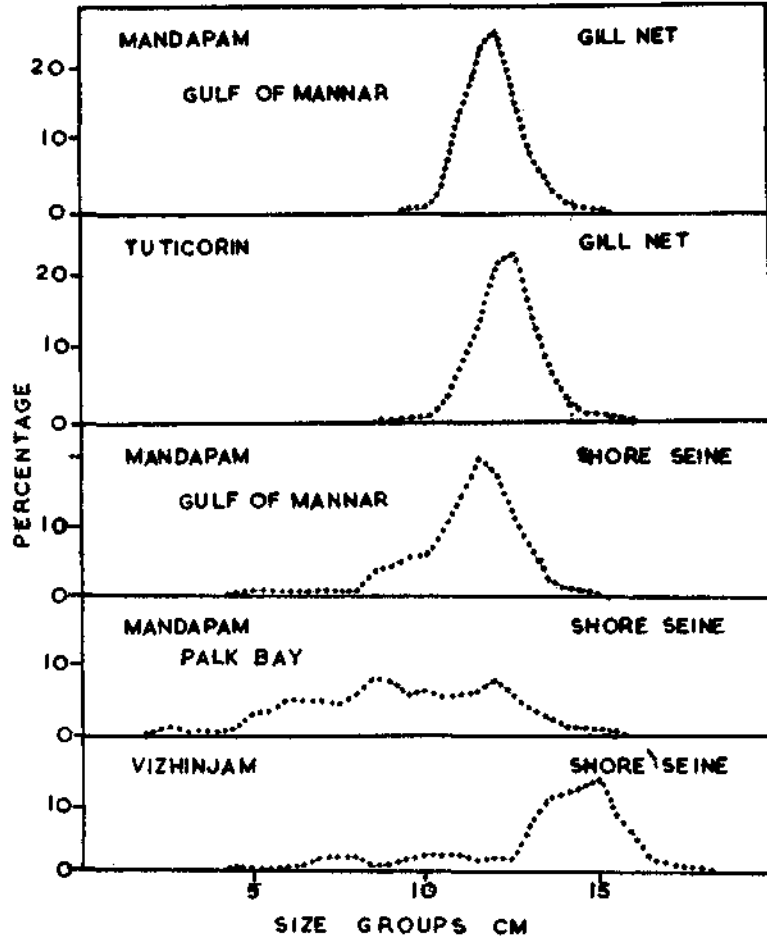 MANDAPAM GILL NET
GULF OF MANNAR
20
10
0
TUTICORIN GILL NET
20
10
0
MANDAPAM SHORE SEINE
GULF OF MANNAR
10
0
MANDAPAM SHORE SEINE
PALK BAY
10
0
VIZHINJAM SHORE SEINE
10
0
PERCENTAGE
5 10 15
SIZE GROUPS CM